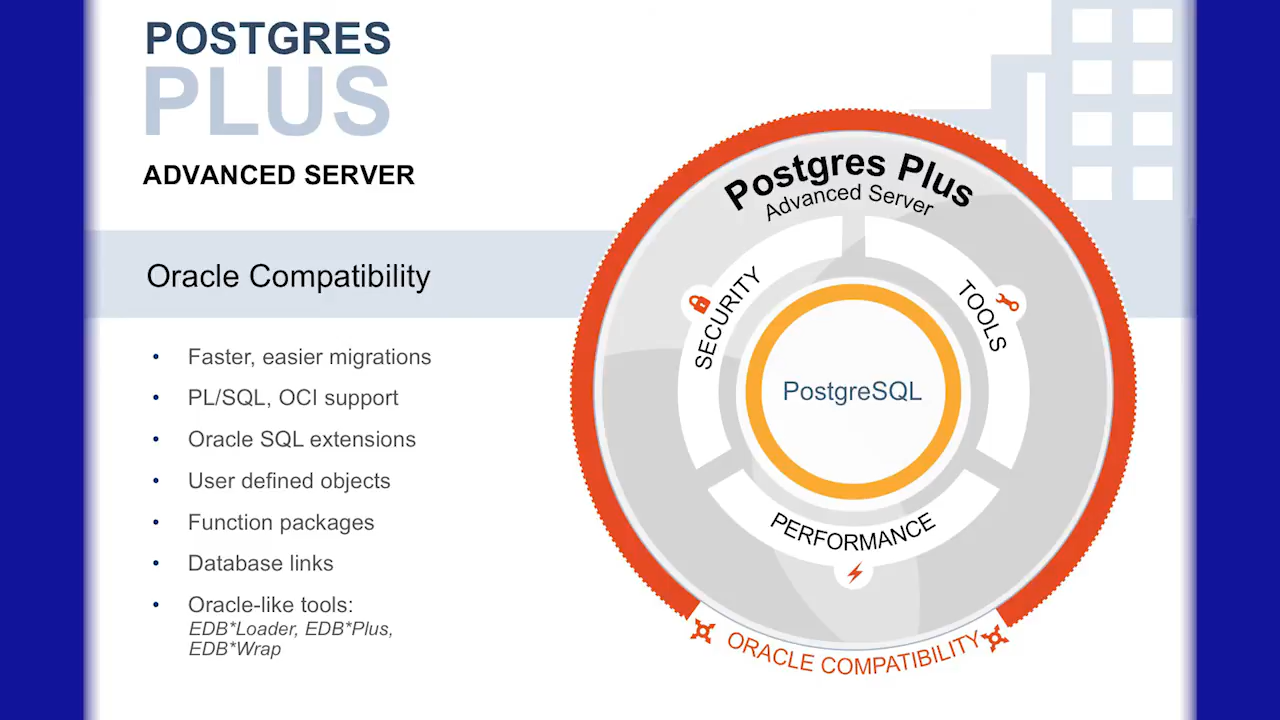 POSTGRES
PLUS
ADVANCED SERVER
Oracle Compatibility
• Faster, easier migrations
• PL/SQL, OCI support
• Oracle SQL extensions
• User defined objects
• Function packages
• Database links
• Oracle-like tools:
EDB*Loader, EDB*Plus,
EDB*Wrap
Postgres Plus
Advanced Server
SECURITY
TOOLS
PostgreSQL
PERFORMANCE
ORACLE COMPATIBILITY